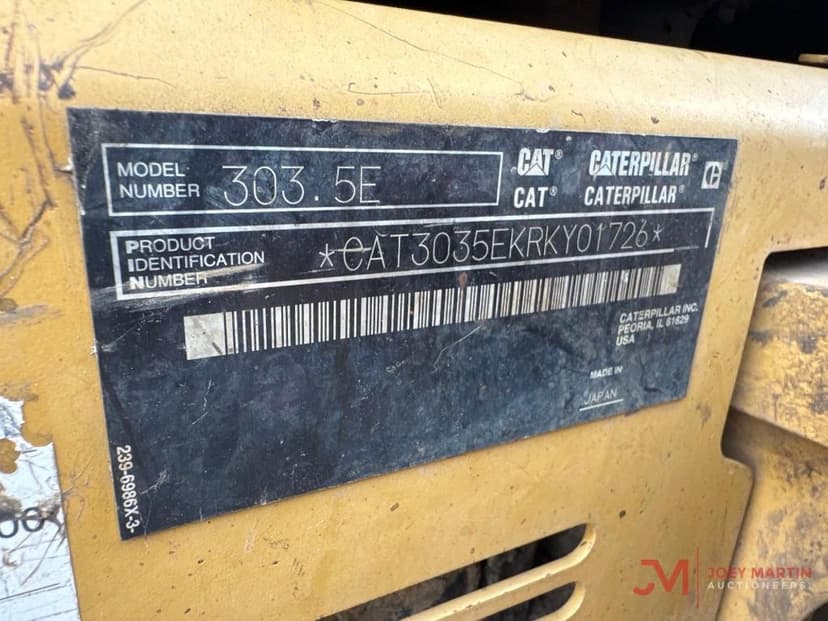 MODEL NUMBER 303.5E
CAT® CATERPILLAR®
CAT® CATERPILLAR®
PRODUCT IDENTIFICATION NUMBER *CAT3035EKRKY01726*
CATERPILLAR INC.
PEORIA, IL 61629
USA
MADE IN
JAPAN
239-6986X-3-
JM JOEY MARTIN
AUCTIONEERS